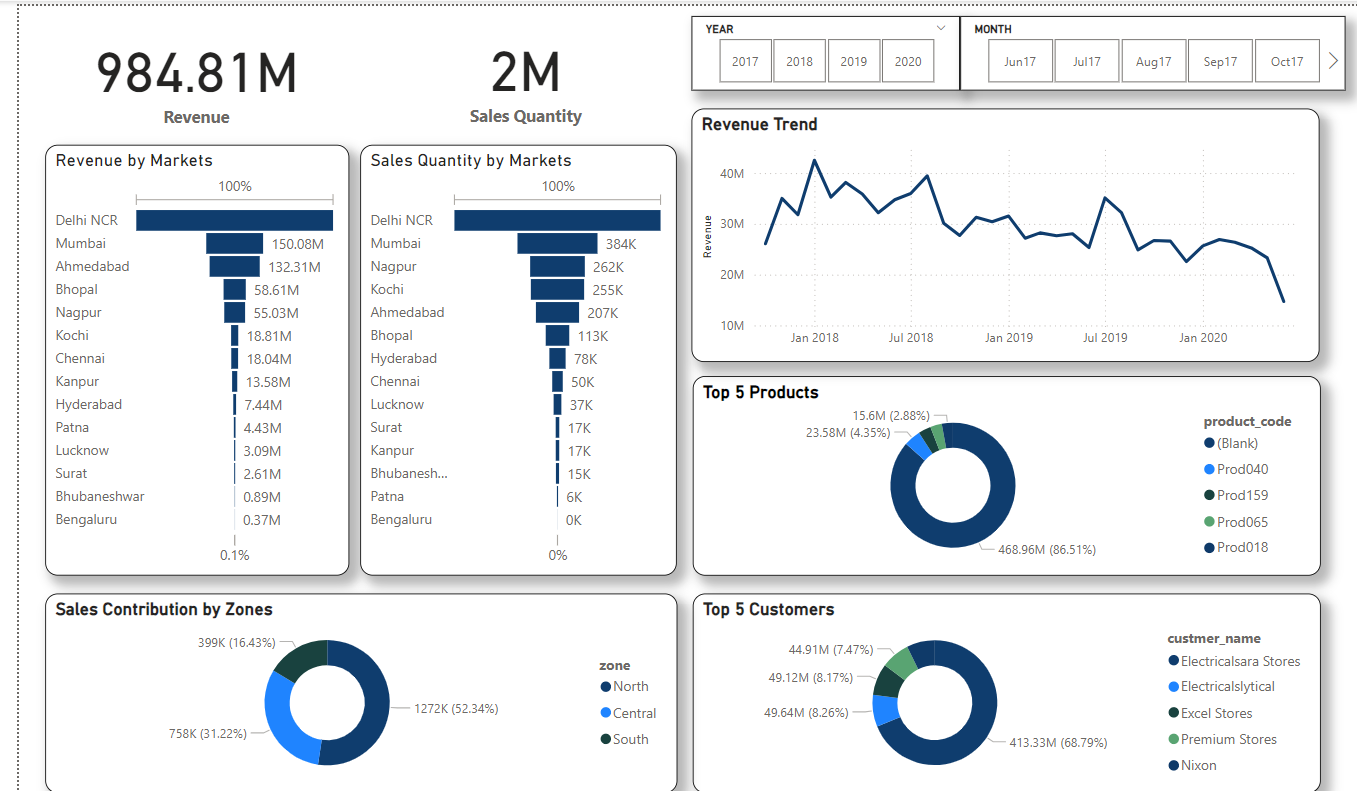 984.81M
Revenue
2M
Sales Quantity
YEAR
2017 2018 2019 2020
MONTH
Jun17 Jul17 Aug17 Sep17 Oct17
Revenue by Markets
100%
Delhi NCR
Mumbai 150.08M
Ahmedabad 132.31M
Bhopal 58.61M
Nagpur 55.03M
Kochi 18.81M
Chennai 18.04M
Kanpur 13.58M
Hyderabad 7.44M
Patna 4.43M
Lucknow 3.09M
Surat 2.61M
Bhubaneshwar 0.89M
Bengaluru 0.37M
0.1%
Sales Quantity by Markets
100%
Delhi NCR
Mumbai 384K
Nagpur 262K
Kochi 255K
Ahmedabad 207K
Bhopal 113K
Hyderabad 78K
Chennai 50K
Lucknow 37K
Surat 17K
Kanpur 17K
Bhubanesh... 15K
Patna 6K
Bengaluru 0K
0%
Revenue Trend
Revenue
40M
30M
20M
10M
Jan 2018 Jul 2018 Jan 2019 Jul 2019 Jan 2020
Top 5 Products
15.6M (2.88%)
23.58M (4.35%)
468.96M (86.51%)
product_code
(Blank)
Prod040
Prod159
Prod065
Prod018
Sales Contribution by Zones
399K (16.43%)
1272K (52.34%)
758K (31.22%)
zone
North
Central
South
Top 5 Customers
44.91M (7.47%)
49.12M (8.17%)
49.64M (8.26%)
413.33M (68.79%)
custmer_name
Electricalsara Stores
Electricalslytical
Excel Stores
Premium Stores
Nixon